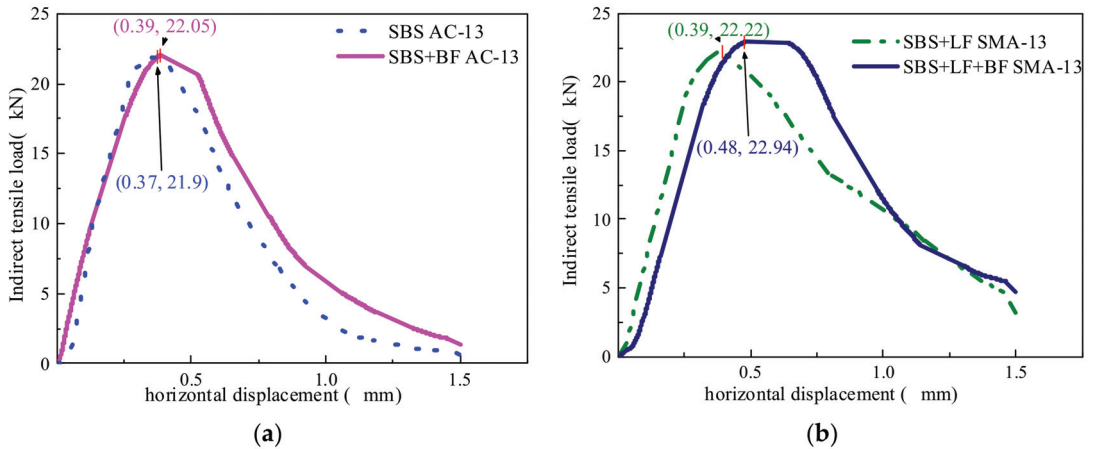 (0.39, 22.05)
SBS AC-13
SBS+BF AC-13
(0.37, 21.9)
Indirect tensile load( kN)
25
20
15
10
5
0
0.5
1.0
1.5
horizontal displacement ( mm)
(a)
(0.39, 22.22)
SBS+LF SMA-13
SBS+LF+BF SMA-13
(0.48, 22.94)
Indirect tensile load( kN)
25
20
15
10
5
0
0.5
1.0
1.5
horizontal displacement ( mm)
(b)